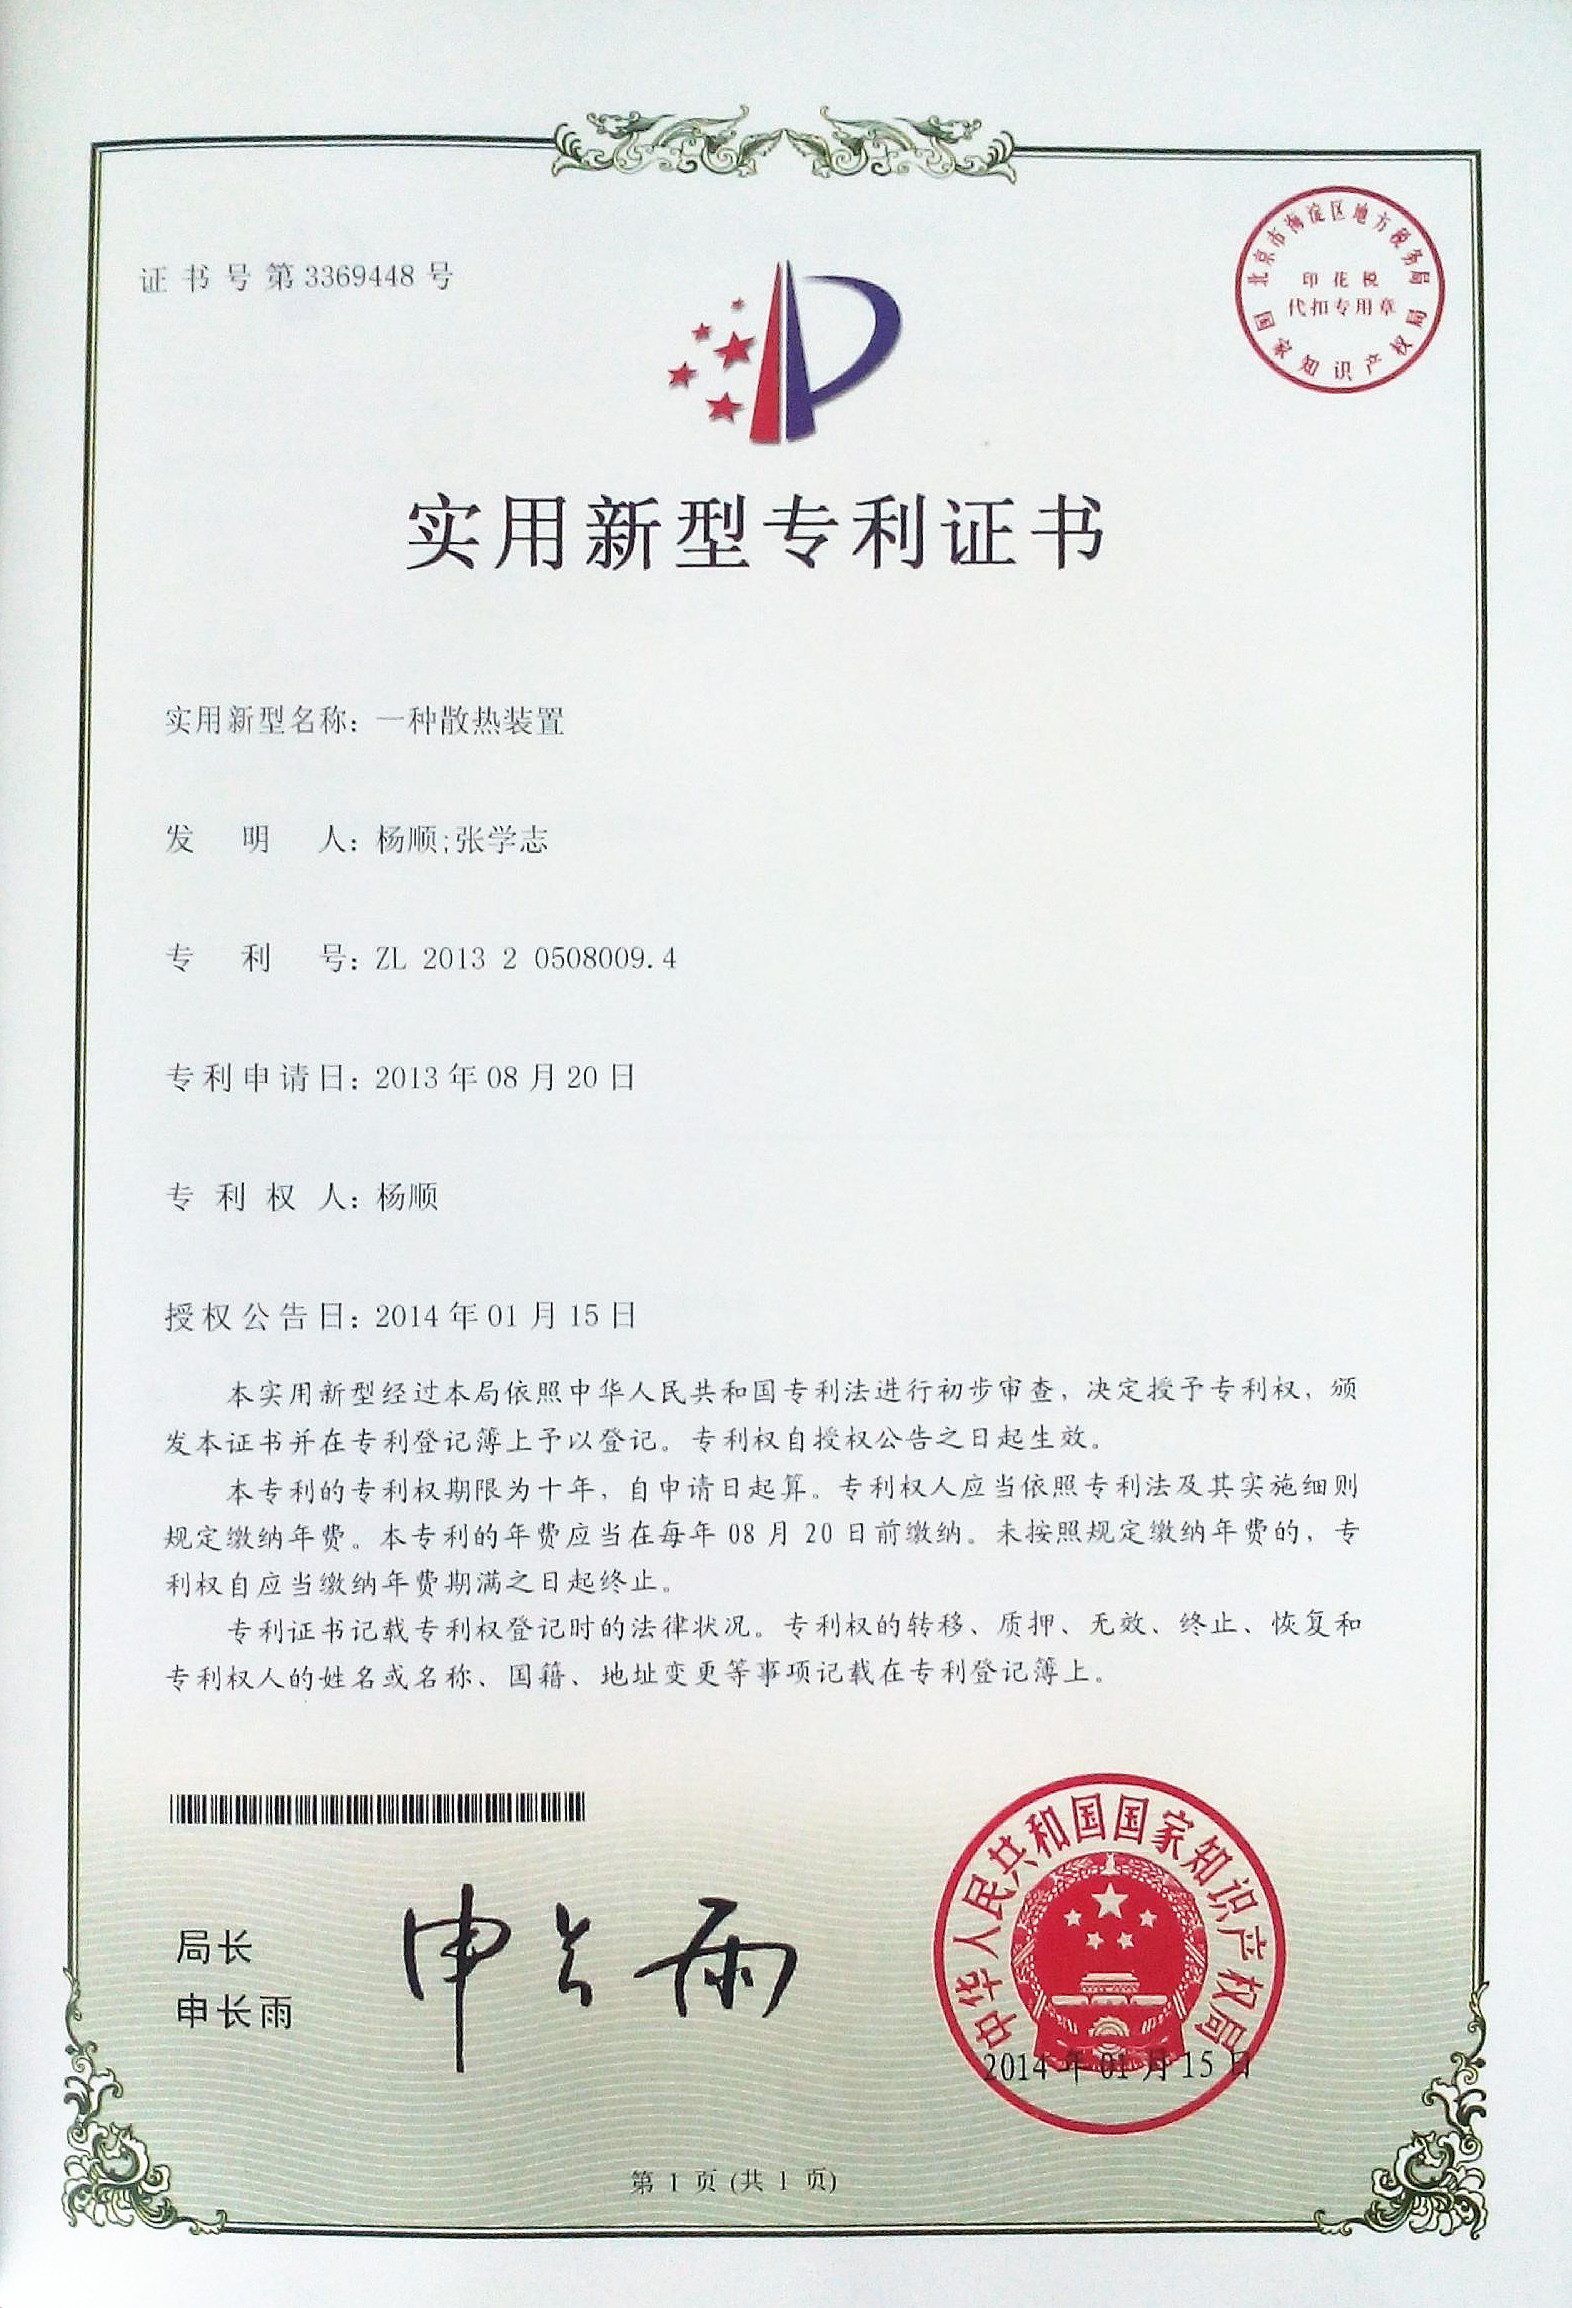 证书号第3369448号
北京市海淀区地方税务局
印花税
代扣专用章
国家知识产权局
实用新型专利证书
实用新型名称：一种散热装置
发明人：杨顺;张学志
专利号：ZL 2013 2 0508009.4
专利申请日：2013年08月20日
专利权人：杨顺
授权公告日：2014年01月15日
本实用新型经过本局依照中华人民共和国专利法进行初步审查，决定授予专利权，颁
发本证书并在专利登记簿上予以登记。专利权自授权公告之日起生效。
本专利的专利权期限为十年，自申请日起算。专利权人应当依照专利法及其实施细则
规定缴纳年费。本专利的年费应当在每年08月20日前缴纳。未按照规定缴纳年费的，专
利权自应当缴纳年费期满之日起终止。
专利证书记载专利权登记时的法律状况。专利权的转移、质押、无效、终止、恢复和
专利权人的姓名或名称、国籍、地址变更等事项记载在专利登记簿上。
局长
申长雨
申长雨
中华人民共和国国家知识产权局
2014年01月15日
第 1 页 (共 1 页)